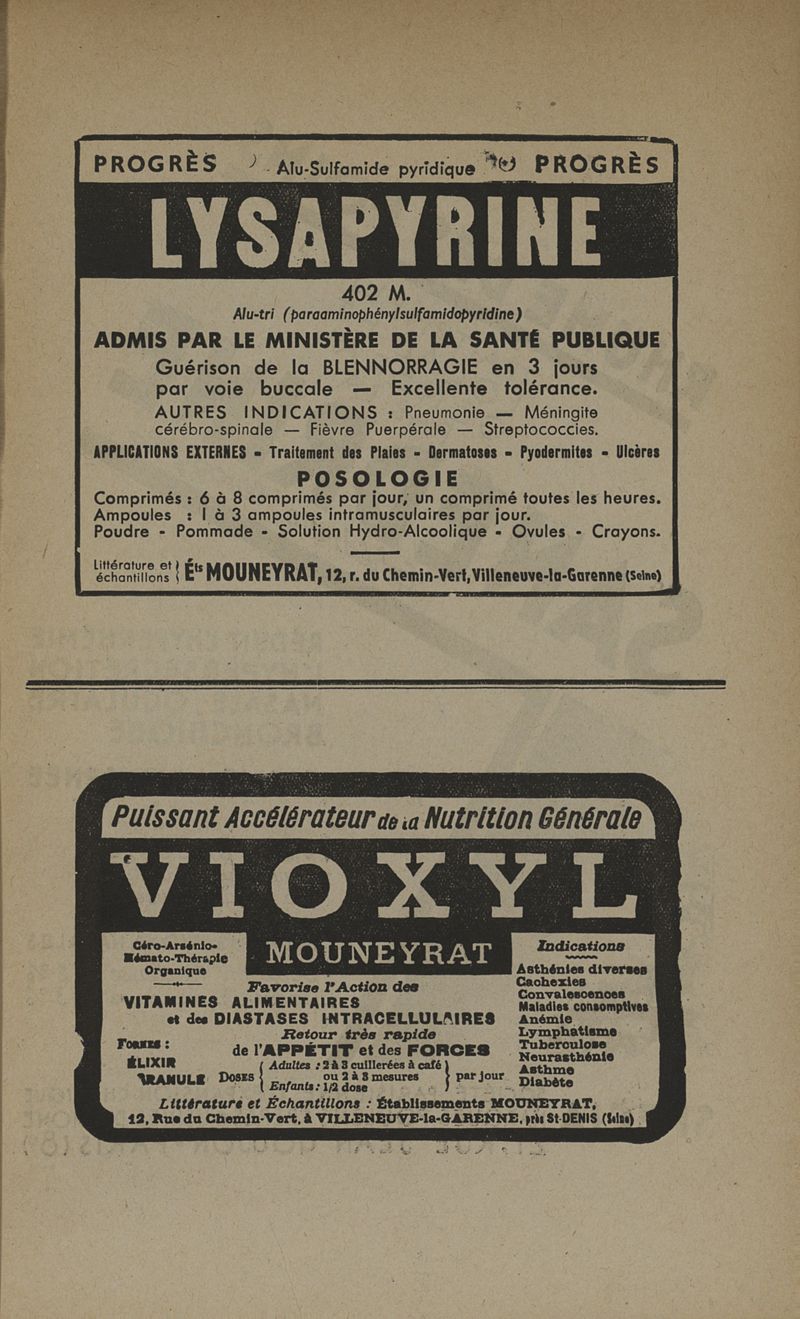 PROGRÈS Alu-Sulfamide pyridique PROGRÈS
LYSAPYRINE
402 M.
Alu-tri (paraaminophénylsulfamidopyridine)
ADMIS PAR LE MINISTÈRE DE LA SANTÉ PUBLIQUE
Guérison de la BLENNORRAGIE en 3 jours
par voie buccale — Excellente tolérance.
AUTRES INDICATIONS : Pneumonie — Méningite
cérébro-spinale — Fièvre Puerpérale — Streptococcies.
APPLICATIONS EXTERNES - Traitement des Plaies - Dermatoses - Pyodermites - Ulcères
POSOLOGIE
Comprimés : 6 à 8 comprimés par jour, un comprimé toutes les heures.
Ampoules : 1 à 3 ampoules intramusculaires par jour.
Poudre - Pommade - Solution Hydro-Alcoolique - Ovules - Crayons.
Littérature et
échantillons
Éts MOUNEYRAT, 12, r. du Chemin-Vert, Villeneuve-la-Garenne (Seine)
Puissant Accélérateur de la Nutrition Générale
VIOXYL
MOUNEYRAT
Céro-Arsénio-
Hémato-Thérapie
Organique
Favorise l'Action des
VITAMINES ALIMENTAIRES
et des DIASTASES INTRACELLULAIRES
Retour très rapide
de l'APPÉTIT et des FORCES
FORMES :
ÉLIXIR
GRANULÉ
DOSES
Adultes : 2 à 3 cuillerées à café
ou 2 à 3 mesures
Enfants : 1/2 dose
par jour
Indications
Asthénies diverses
Cachexies
Convalescences
Maladies consomptives
Anémie
Lymphatisme
Tuberculose
Neurasthénie
Asthme
Diabète
Littérature et Échantillons : Établissements MOUNEYRAT,
12, Rue du Chemin-Vert, à VILLENEUVE-la-GARENNE, près St-DENIS (Seine)